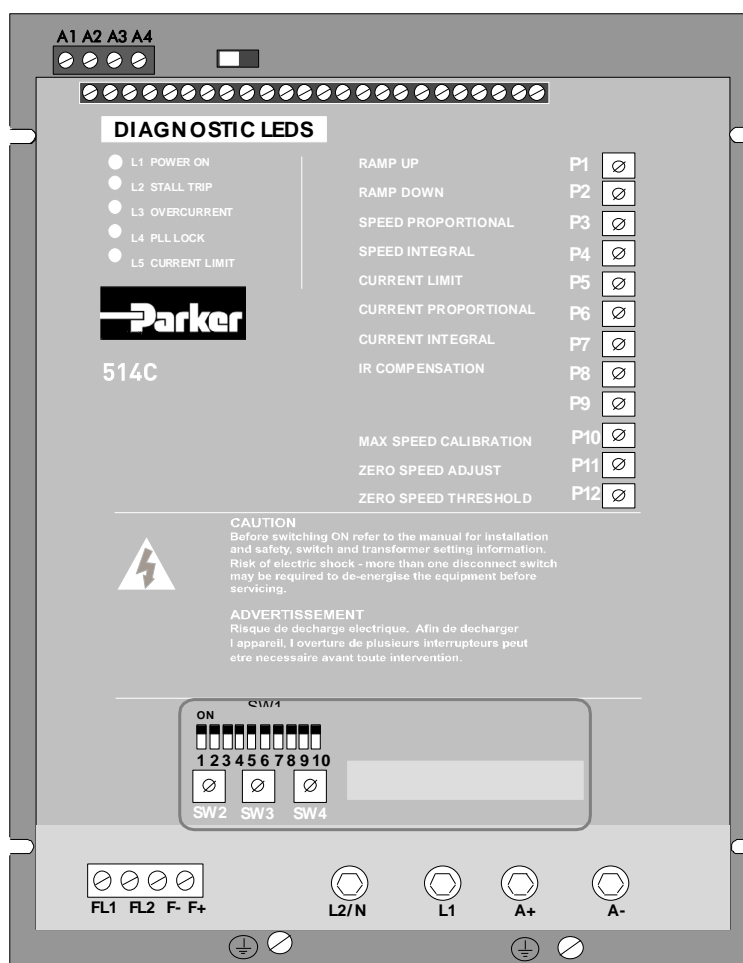 A1 A2 A3 A4
DIAGNOSTIC LEDS
L1 POWER ON
L2 STALL TRIP
L3 OVERCURRENT
L4 PLL LOCK
L5 CURRENT LIMIT
Parker
514C
RAMP UP P1
RAMP DOWN P2
SPEED PROPORTIONAL P3
SPEED INTEGRAL P4
CURRENT LIMIT P5
CURRENT PROPORTIONAL P6
CURRENT INTEGRAL P7
IR COMPENSATION P8
P9
MAX SPEED CALIBRATION P10
ZERO SPEED ADJUST P11
ZERO SPEED THRESHOLD P12
CAUTION
Before switching ON refer to the manual for installation
and safety, switch and transformer setting information.
Risk of electric shock - more than one disconnect switch
may be required to de-energise the equipment before
servicing.
ADVERTISSEMENT
Risque de decharge electrique. Afin de decharger
l appareil, l overture de plusieurs interrupteurs peut
etre necessaire avant toute intervention.
SW1
ON
1 2 3 4 5 6 7 8 9 10
SW2 SW3 SW4
FL1 FL2 F- F+ L2/N L1 A+ A-